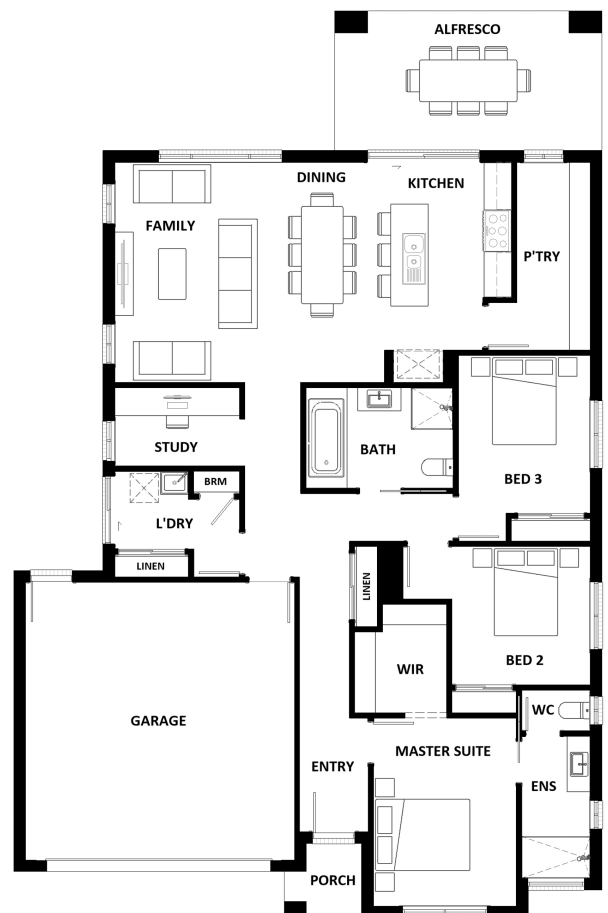 ALFRESCO
DINING
KITCHEN
FAMILY
P'TRY
STUDY
BATH
BED 3
BRM
L'DRY
LINEN
LINEN
BED 2
WIR
WC
GARAGE
MASTER SUITE
ENTRY
ENS
PORCH